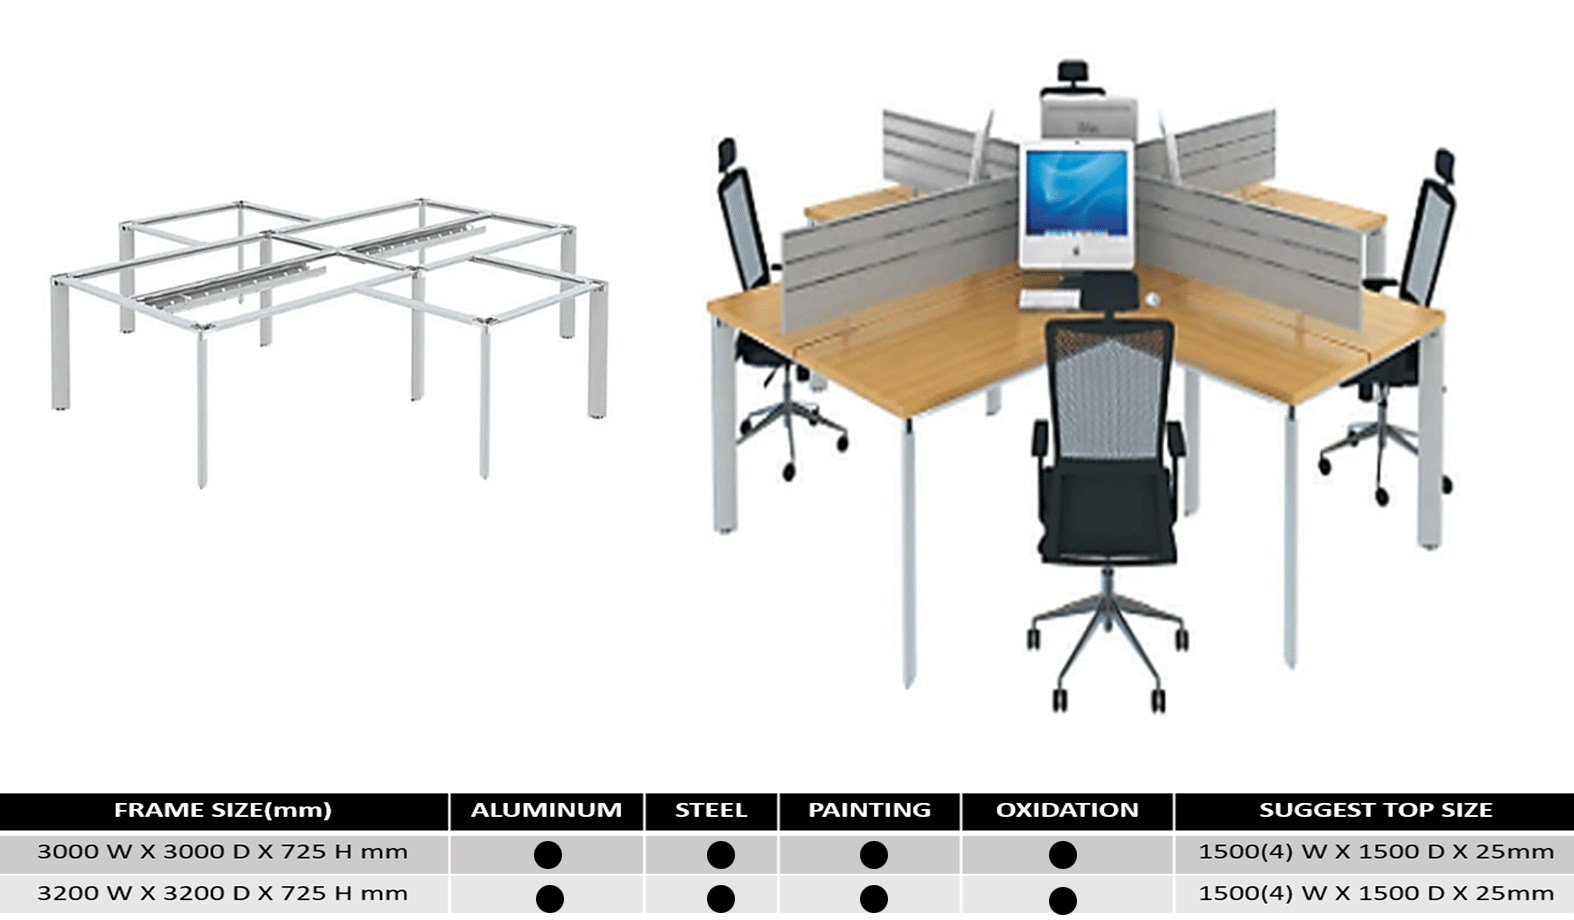 FRAME SIZE(mm) ALUMINUM STEEL PAINTING OXIDATION SUGGEST TOP SIZE
3000 W X 3000 D X 725 H mm ● ● ● ● 1500(4) W X 1500 D X 25mm
3200 W X 3200 D X 725 H mm ● ● ● ● 1500(4) W X 1500 D X 25mm